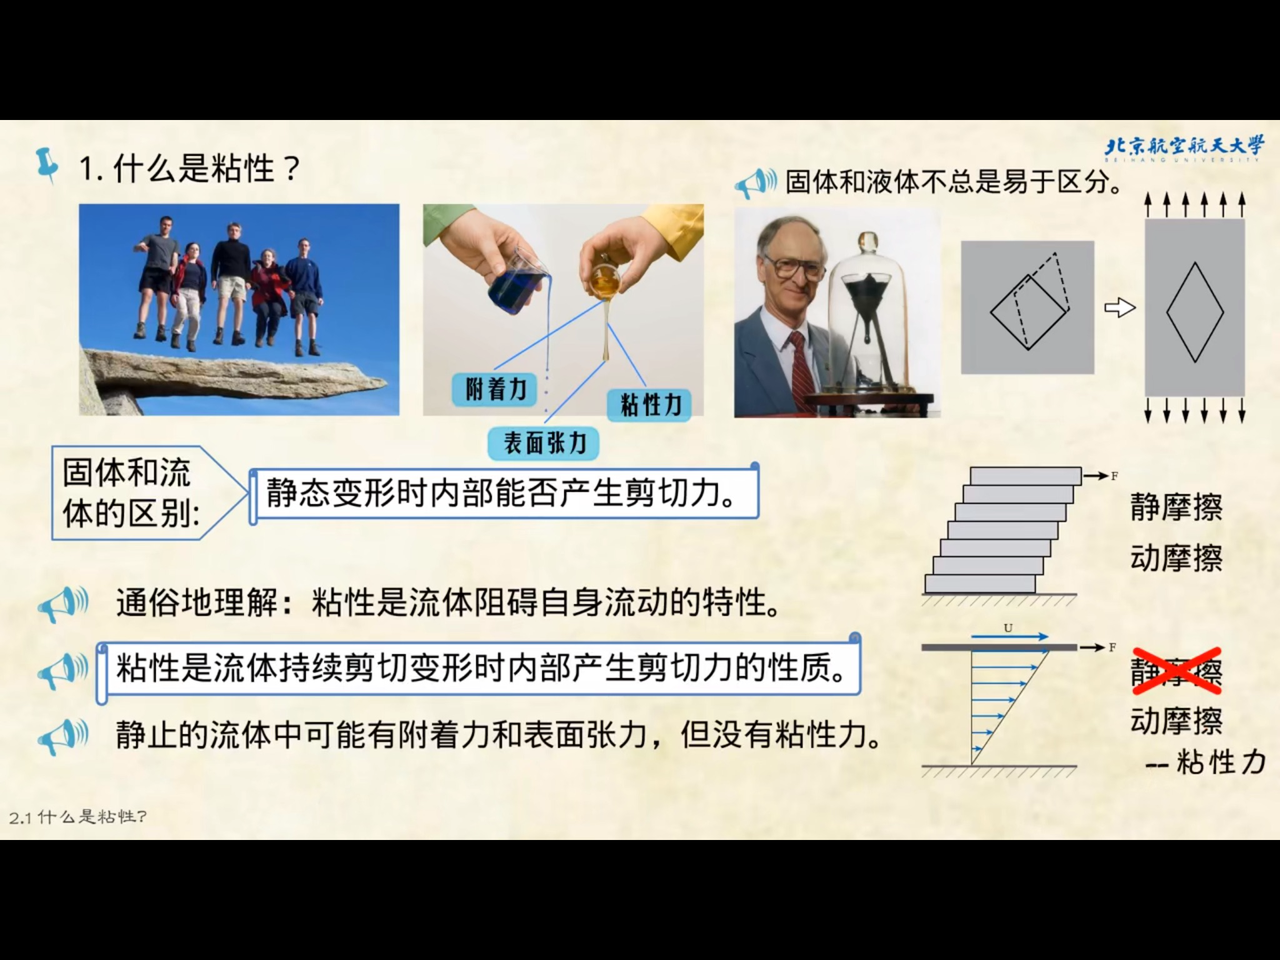 1. 什么是粘性？
北京航空航天大学
BEIHANG UNIVERSITY
固体和液体不总是易于区分。
附着力
粘性力
表面张力
固体和流
体的区别:
静态变形时内部能否产生剪切力。
F
静摩擦
动摩擦
通俗地理解：粘性是流体阻碍自身流动的特性。
粘性是流体持续剪切变形时内部产生剪切力的性质。
静止的流体中可能有附着力和表面张力，但没有粘性力。
U
F
静摩擦
动摩擦
--粘性力
2.1 什么是粘性?